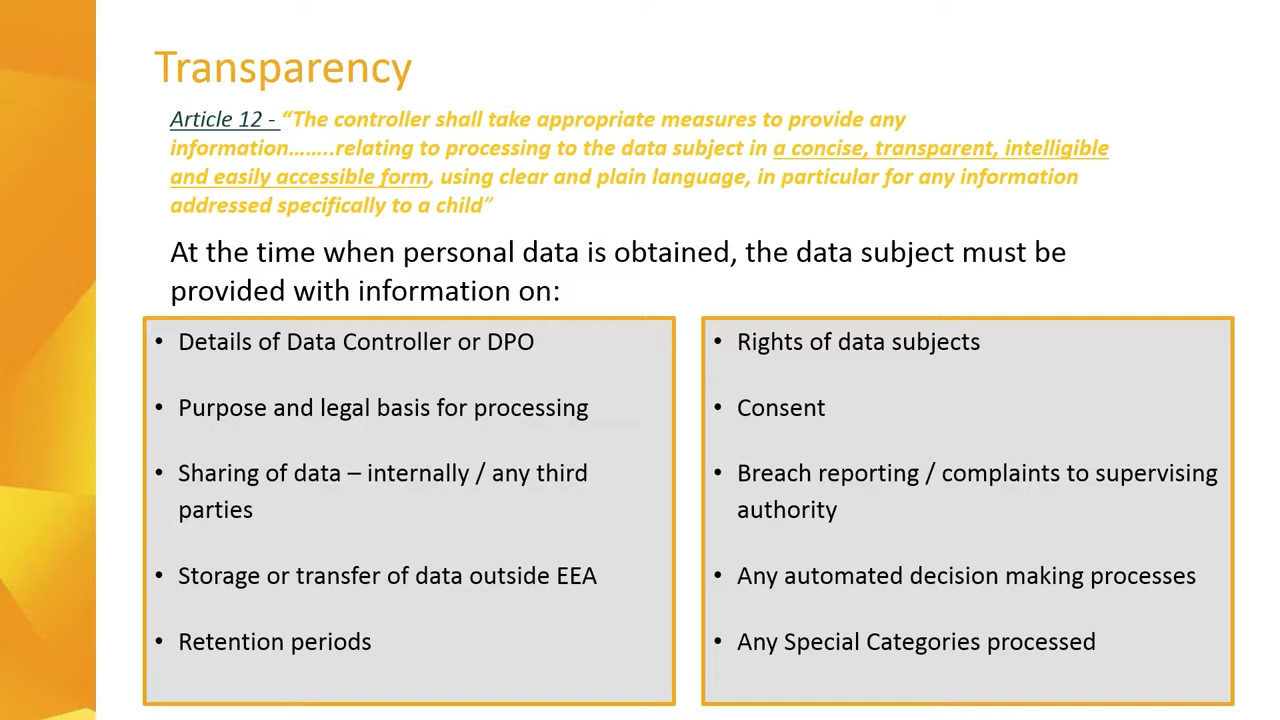 Transparency
Article 12 - “The controller shall take appropriate measures to provide any
information……..relating to processing to the data subject in a concise, transparent, intelligible
and easily accessible form, using clear and plain language, in particular for any information
addressed specifically to a child”
At the time when personal data is obtained, the data subject must be
provided with information on:
• Details of Data Controller or DPO
• Purpose and legal basis for processing
• Sharing of data – internally / any third
parties
• Storage or transfer of data outside EEA
• Retention periods
• Rights of data subjects
• Consent
• Breach reporting / complaints to supervising
authority
• Any automated decision making processes
• Any Special Categories processed